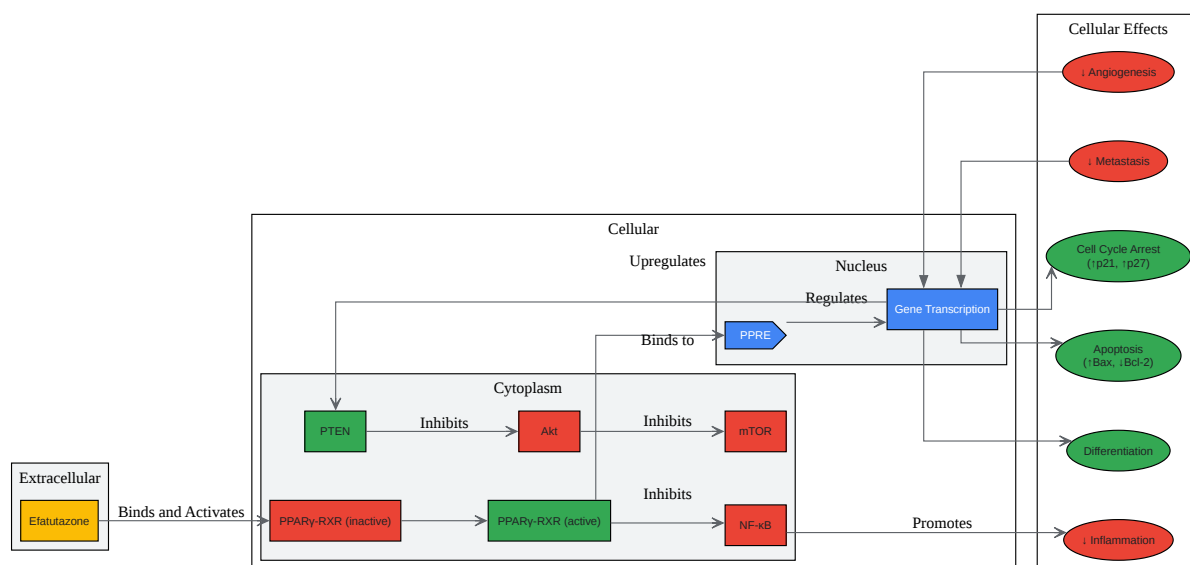 Cellular Effects
↓ Angiogenesis
↓ Metastasis
Cellular
Cell Cycle Arrest
(↑p21, ↑p27)
Upregulates
Nucleus
Regulates
Gene Transcription
PPRE
Binds to
Apoptosis
(↑Bax, ↓Bcl-2)
Cytoplasm
PTEN
Inhibits
Akt
Inhibits
mTOR
Differentiation
Extracellular
Efatutazone
Binds and Activates
PPARγ-RXR (inactive)
PPARγ-RXR (active)
Inhibits
NF-κB
Promotes
↓ Inflammation